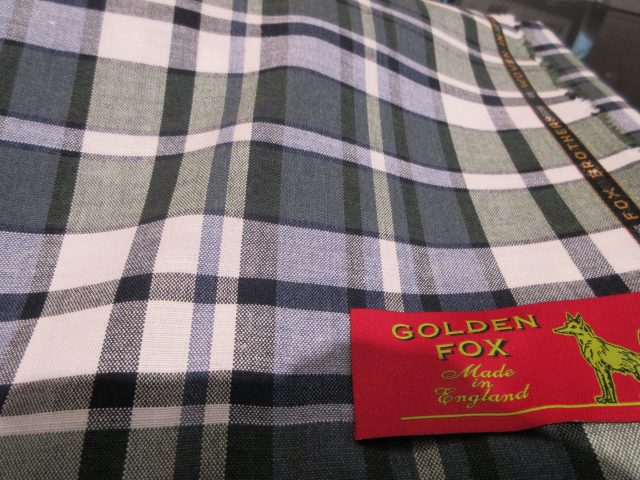 FOX BROTHERS
GOLDEN
FOX
Made
in
England